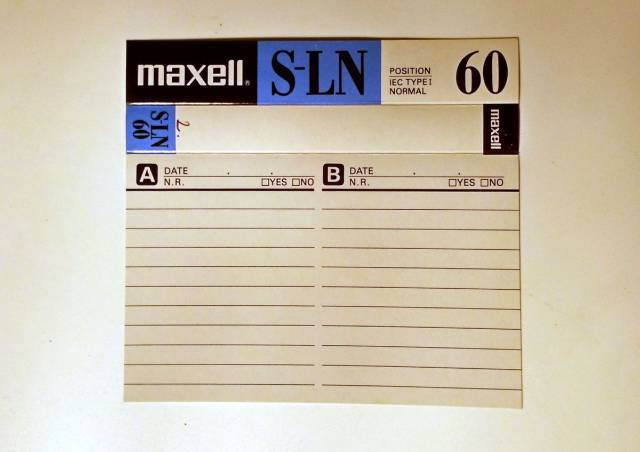 maxell® S-LN POSITION IEC TYPE I NORMAL 60
S-LN 60 2. maxell
A DATE . .
N.R. □YES □NO
B DATE . .
N.R. □YES □NO